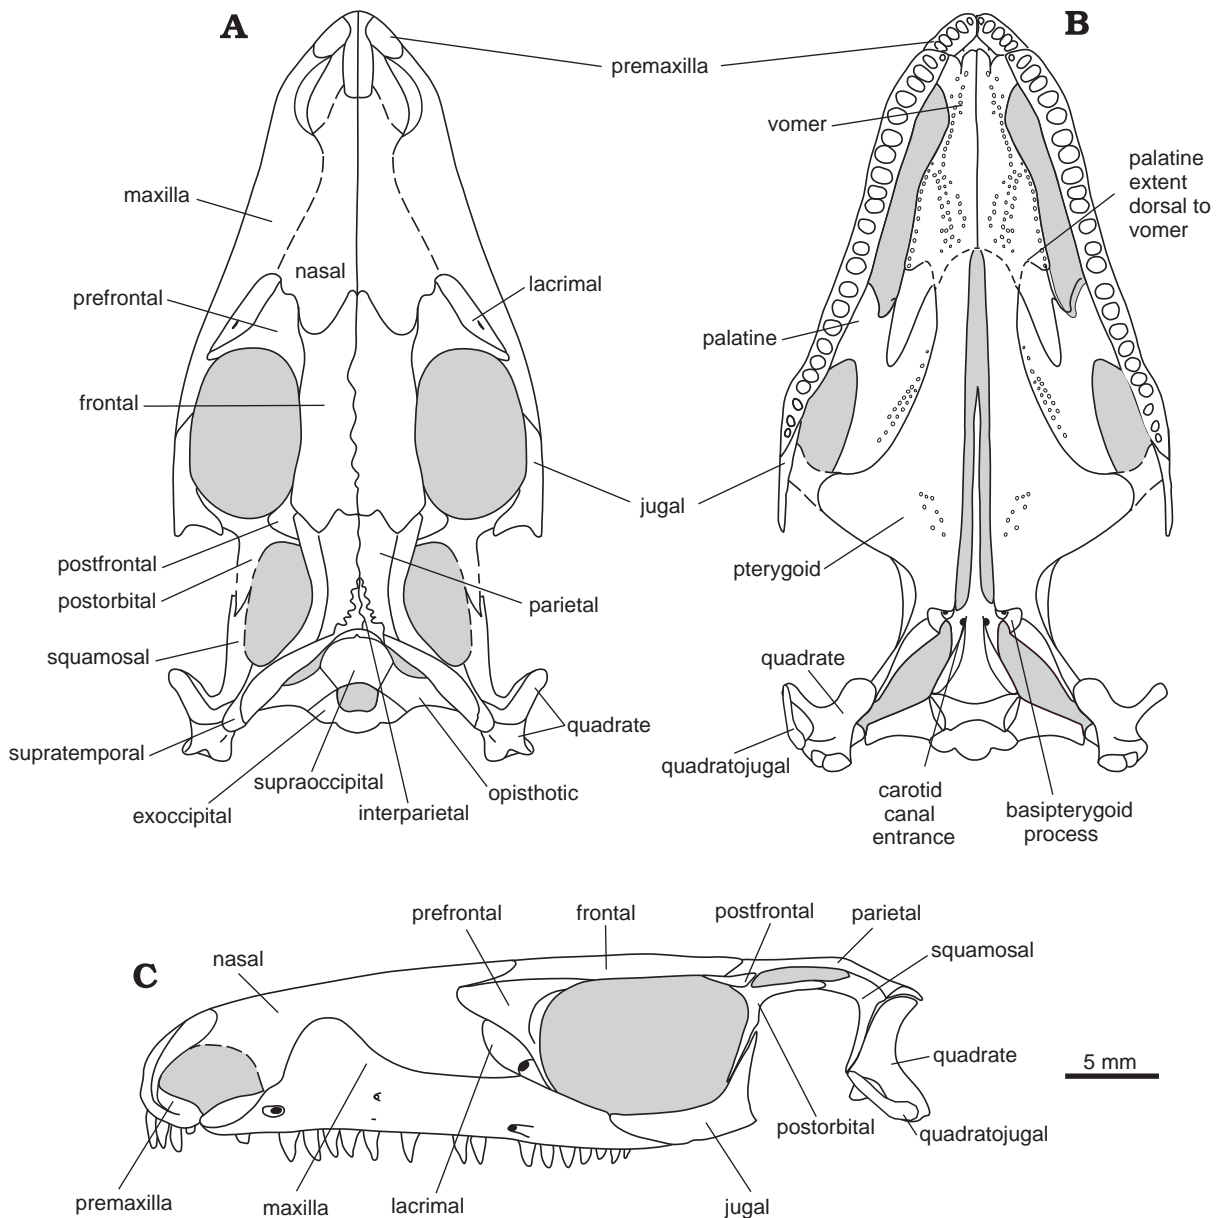 A
premaxilla
maxilla
nasal
prefrontal
lacrimal
frontal
jugal
postfrontal
postorbital
parietal
squamosal
supratemporal
quadrate
supraoccipital
opisthotic
exoccipital
interparietal
B
vomer
palatine
extent
dorsal to
vomer
palatine
pterygoid
quadrate
quadratojugal
carotid
canal
entrance
basipterygoid
process
C
nasal
prefrontal
frontal
postfrontal
parietal
squamosal
quadrate
5 mm
postorbital
quadratojugal
premaxilla
maxilla
lacrimal
jugal